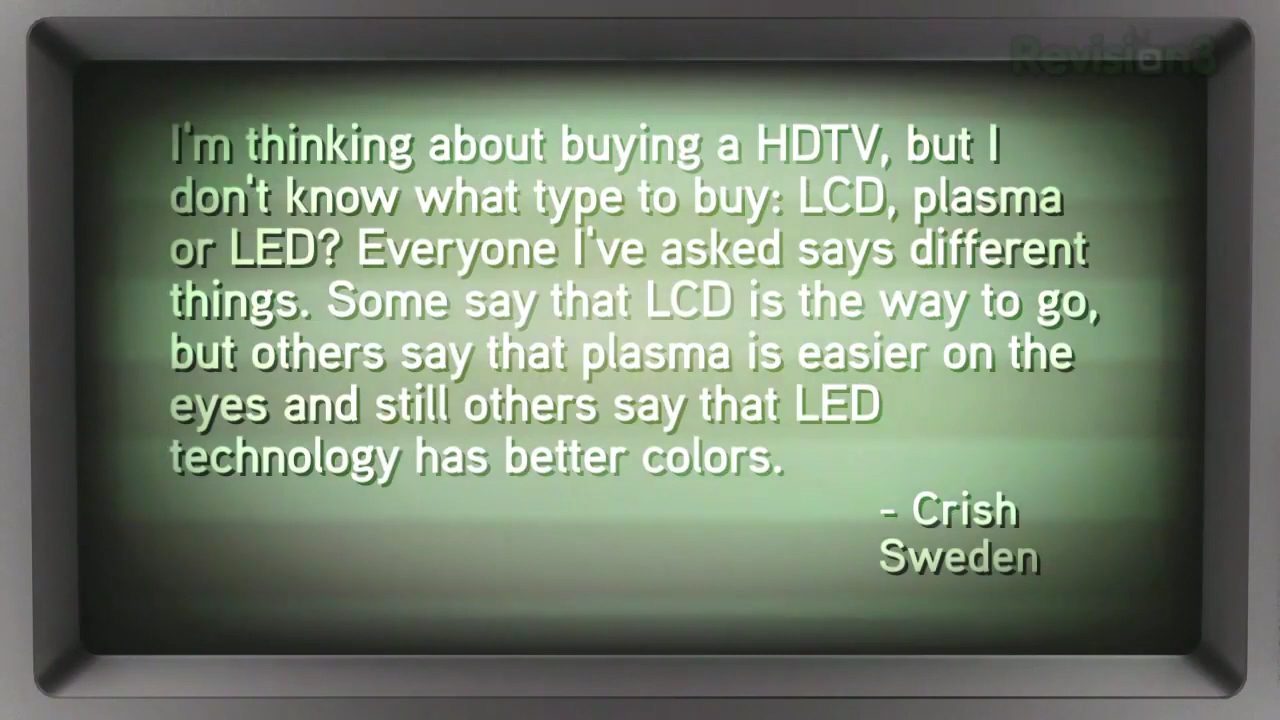 Revision3
I'm thinking about buying a HDTV, but I
don't know what type to buy: LCD, plasma
or LED? Everyone I've asked says different
things. Some say that LCD is the way to go,
but others say that plasma is easier on the
eyes and still others say that LED
technology has better colors.
- Crish
Sweden